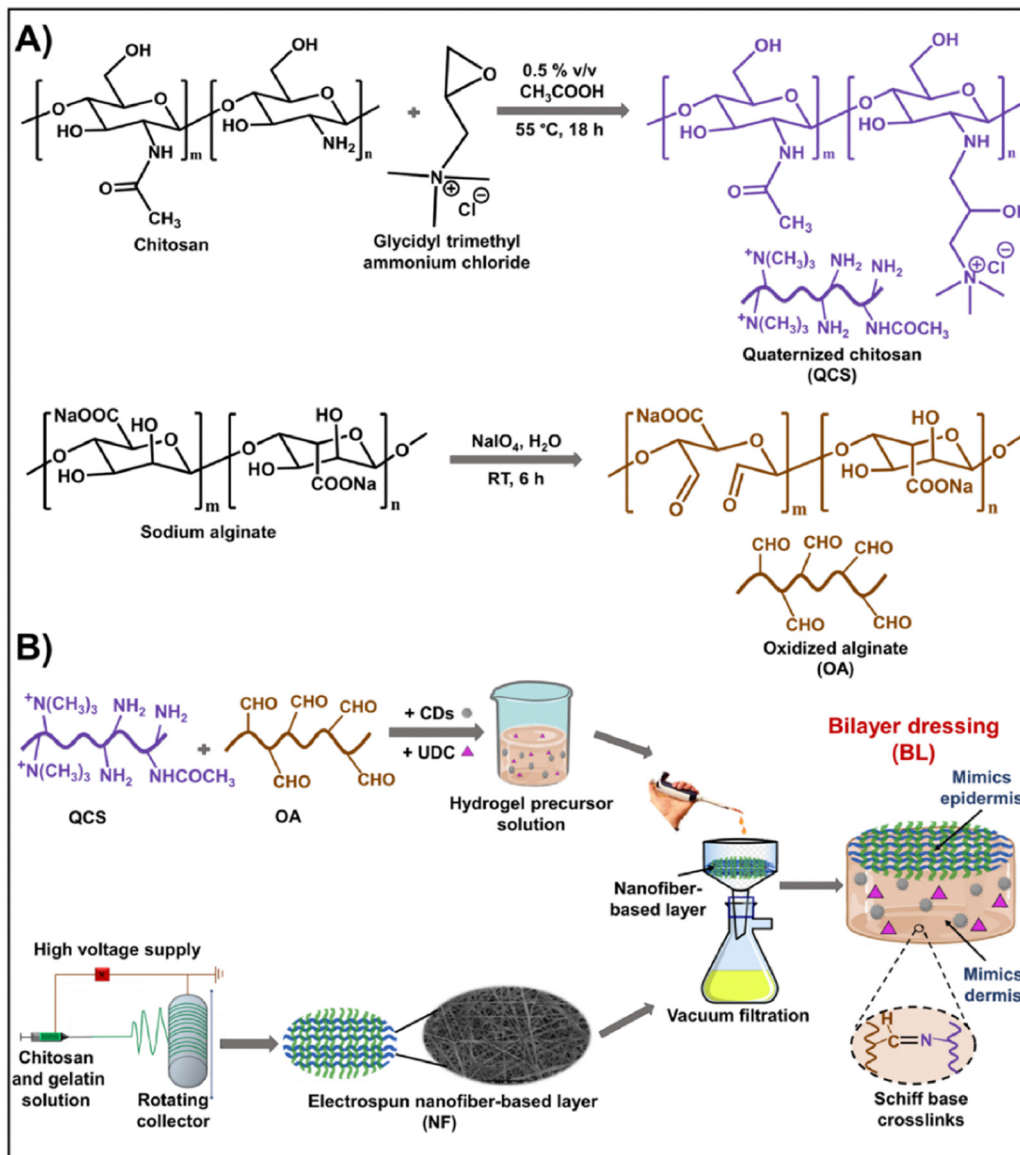 A)
OH
OH
O
O
O
O
HO
HO
NH
NH2
m
n
O
CH3
Chitosan
+
O
N
+
Cl
−
Glycidyl trimethyl
ammonium chloride
0.5 % v/v
CH3COOH
55 °C, 18 h
OH
OH
O
O
O
O
HO
HO
NH
NH
m
n
O
CH3
OH
N
+
Cl
−
+N(CH3)3
NH2
NH2
+N(CH3)3
NH2
NHCOCH3
Quaternized chitosan
(QCS)
NaOOC
HO
O
O
HO
m
O
HO
O
HO
COONa
O
n
Sodium alginate
NaIO4, H2O
RT, 6 h
NaOOC
O
O
O
O
m
O
HO
O
HO
COONa
O
n
CHO
CHO
CHO
CHO
CHO
Oxidized alginate
(OA)
B)
+N(CH3)3
NH2
NH2
+N(CH3)3
NH2
NHCOCH3
QCS
+
CHO
CHO
CHO
CHO
CHO
OA
+ CDs
+ UDC
Hydrogel precursor
solution
Bilayer dressing
(BL)
Mimics
epidermis
Nanofiber-
based layer
Vacuum filtration
Mimics
dermis
H
C
N
Schiff base
crosslinks
High voltage supply
Chitosan
and gelatin
solution
Rotating
collector
Electrospun nanofiber-based layer
(NF)